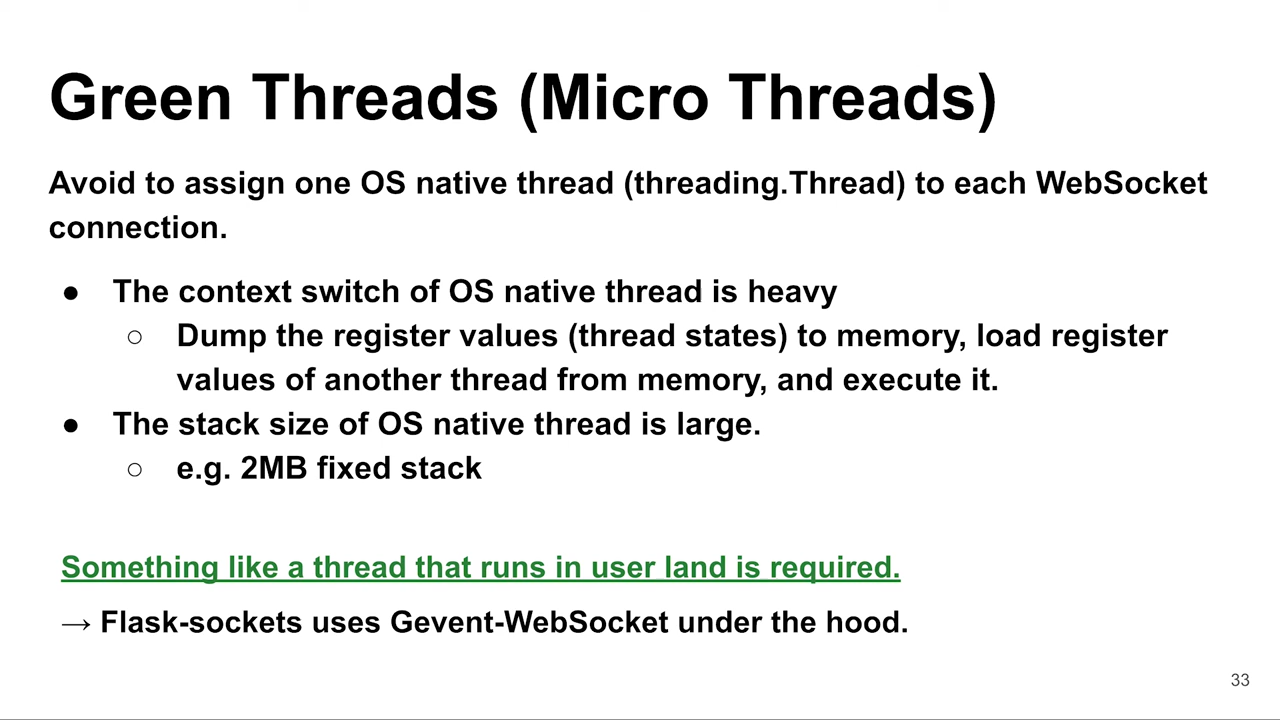 Green Threads (Micro Threads)
Avoid to assign one OS native thread (threading.Thread) to each WebSocket
connection.
● The context switch of OS native thread is heavy
○ Dump the register values (thread states) to memory, load register
values of another thread from memory, and execute it.
● The stack size of OS native thread is large.
○ e.g. 2MB fixed stack
Something like a thread that runs in user land is required.
→ Flask-sockets uses Gevent-WebSocket under the hood.
33